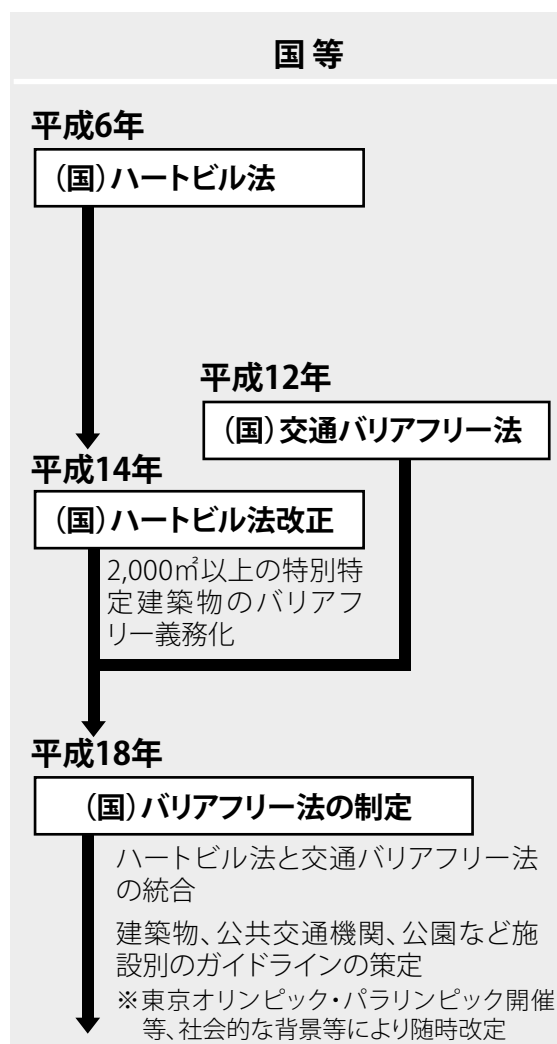 国 等
平成6年
（国）ハートビル法
平成12年
（国）交通バリアフリー法
平成14年
（国）ハートビル法改正
2,000㎡以上の特別特
定建築物のバリアフ
リー義務化
平成18年
（国）バリアフリー法の制定
ハートビル法と交通バリアフリー法
の統合
建築物、公共交通機関、公園など施
設別のガイドラインの策定
※東京オリンピック・パラリンピック開催
等、社会的な背景等により随時改定